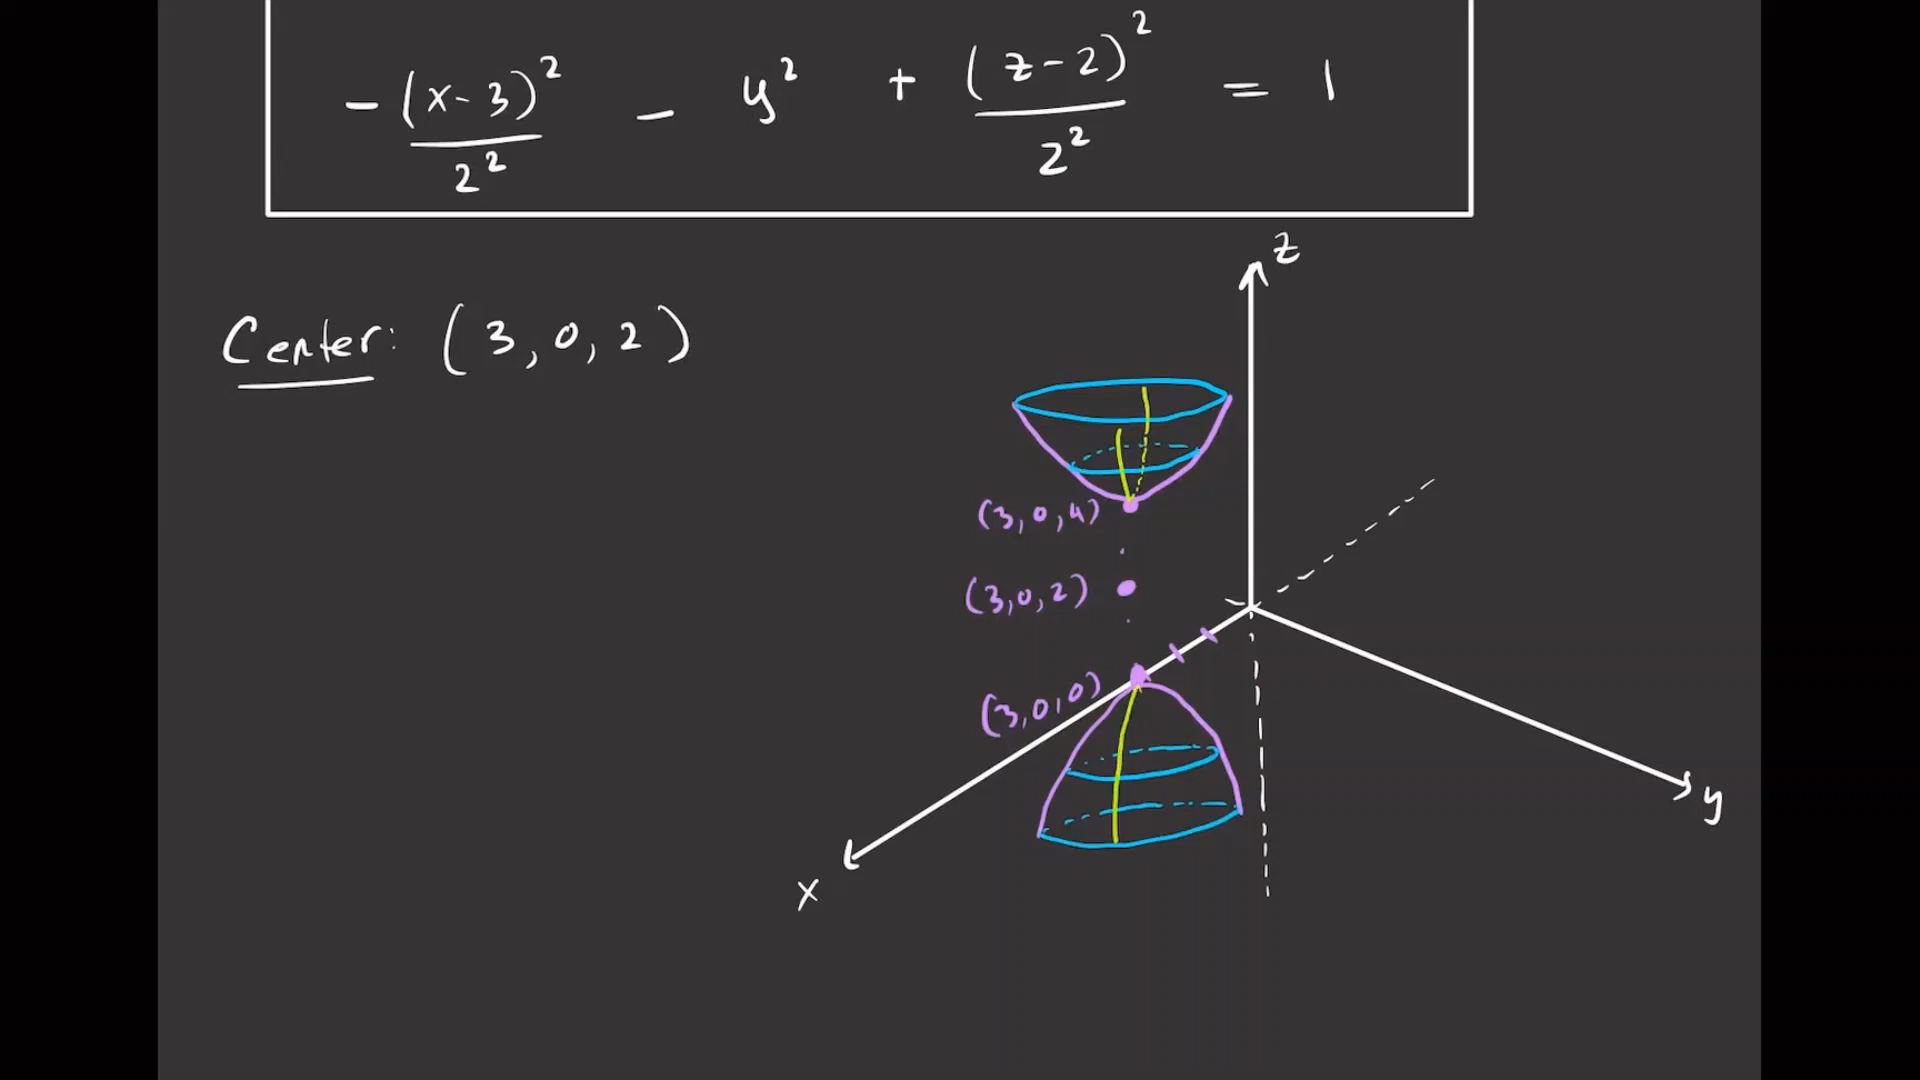 -(x-3)²/2² - y² + (z-2)²/2² = 1
Center: (3, 0, 2)
z
(3,0,4)
(3,0,2)
(3,0,0)
y
x